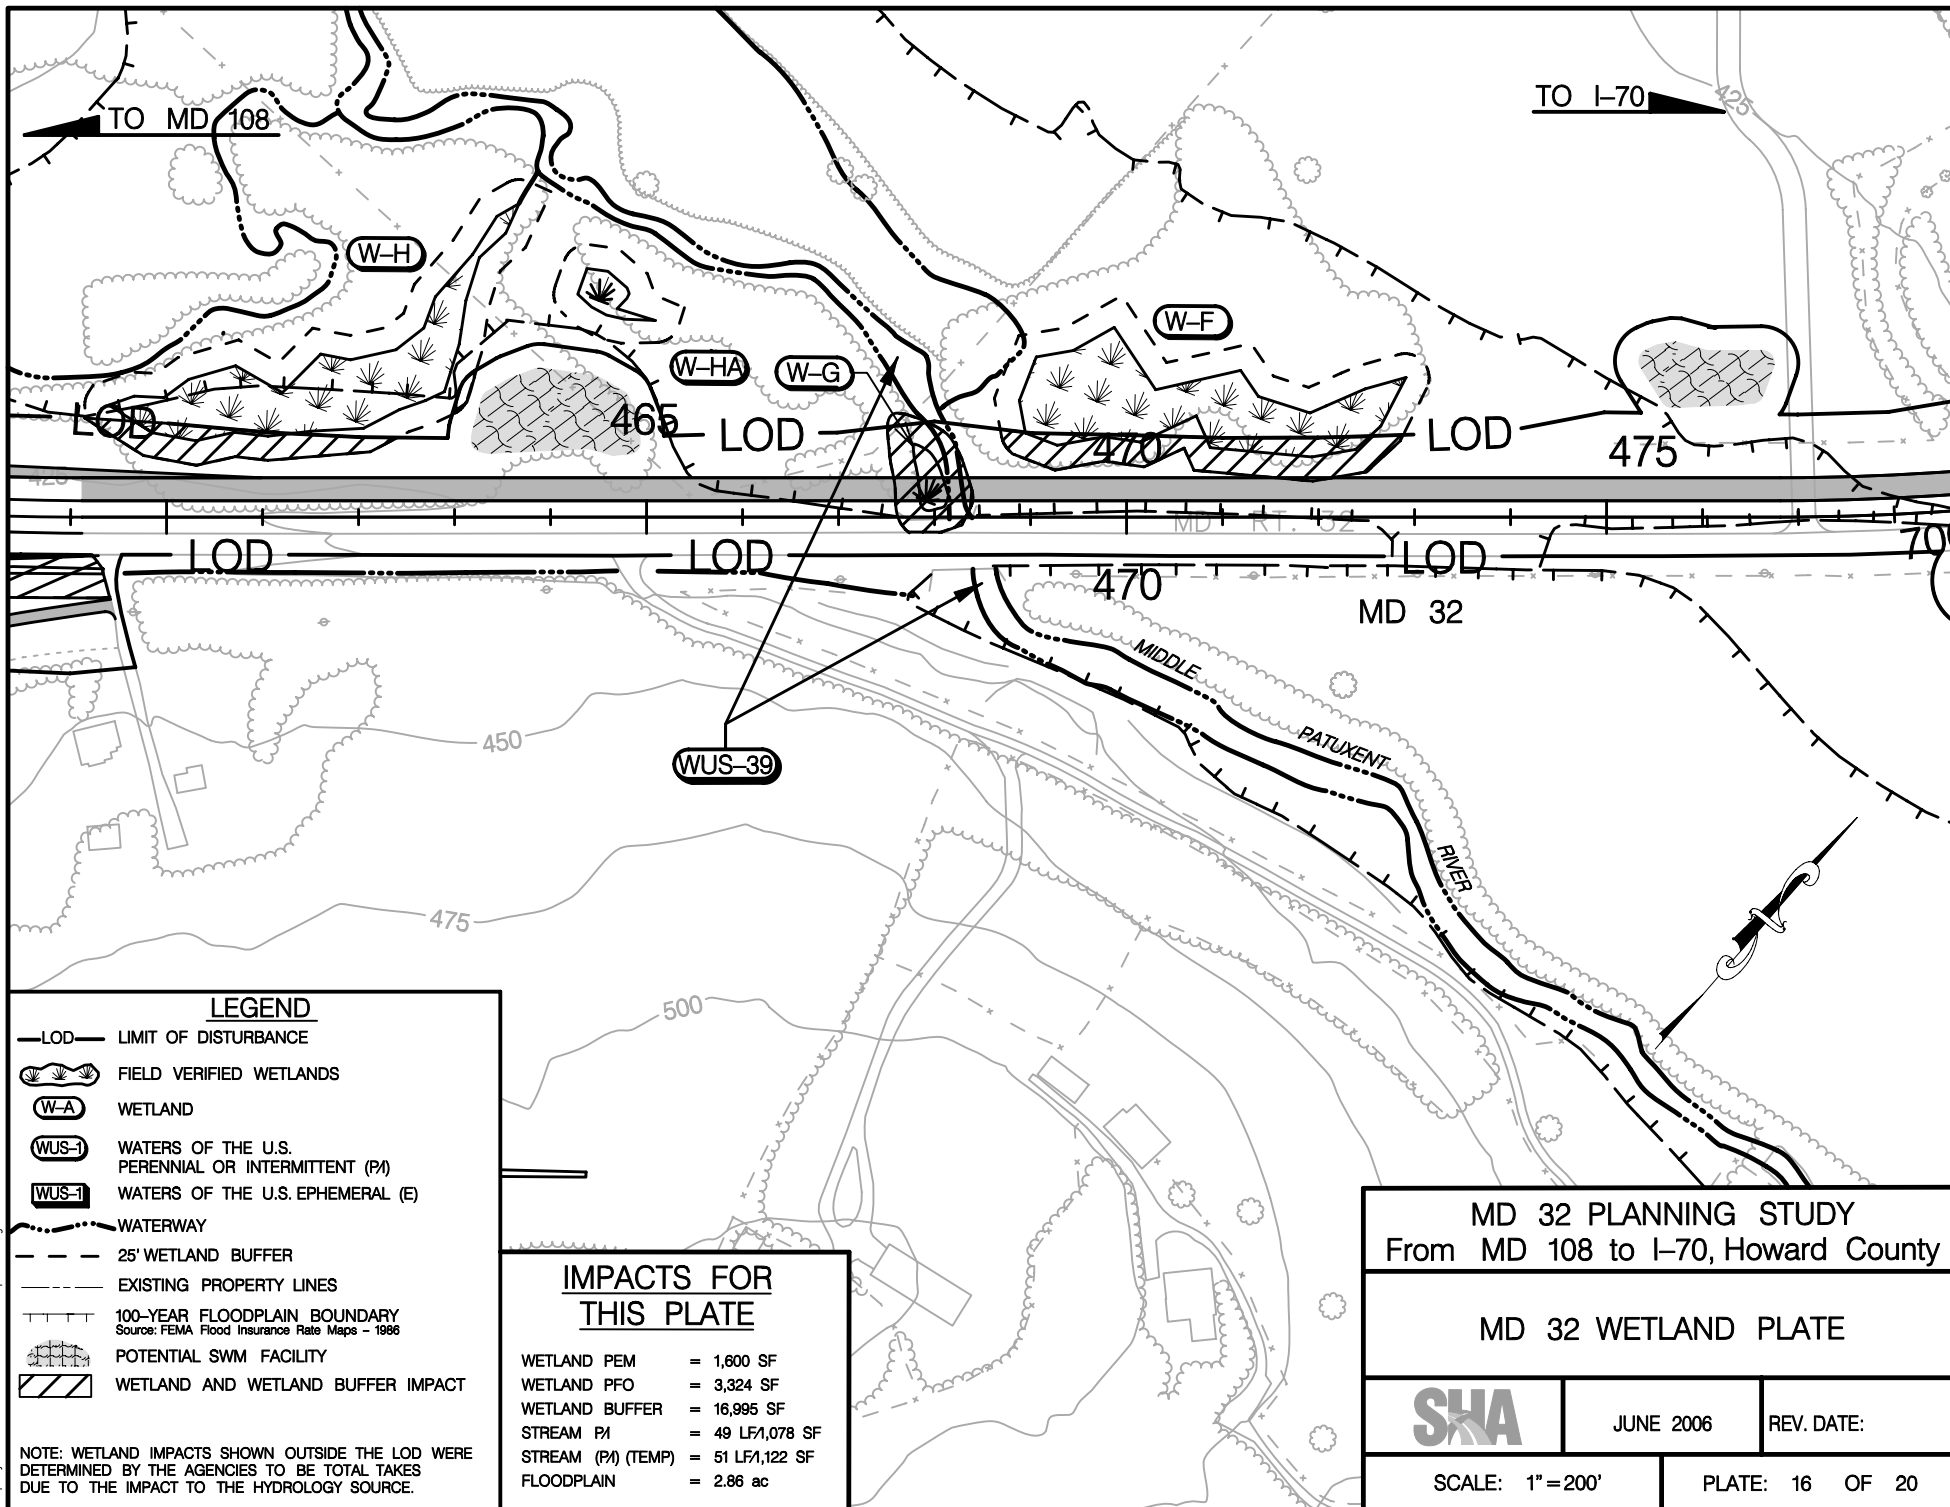 TO MD 108
TO I-70
425
W-H
W-F
W-HA
W-G
LOD
465
LOD
470
LOD
475
425
MD RT. 32
LOD
LOD
LOD
470
MD 32
MIDDLE
PATUXENT
RIVER
450
WUS-39
475
500
LEGEND
LOD LIMIT OF DISTURBANCE
FIELD VERIFIED WETLANDS
W-A WETLAND
WUS-1 WATERS OF THE U.S.
PERENNIAL OR INTERMITTENT (P/I)
WUS-1 WATERS OF THE U.S. EPHEMERAL (E)
WATERWAY
25' WETLAND BUFFER
EXISTING PROPERTY LINES
100-YEAR FLOODPLAIN BOUNDARY
Source: FEMA Flood Insurance Rate Maps - 1986
POTENTIAL SWM FACILITY
WETLAND AND WETLAND BUFFER IMPACT
NOTE: WETLAND IMPACTS SHOWN OUTSIDE THE LOD WERE
DETERMINED BY THE AGENCIES TO BE TOTAL TAKES
DUE TO THE IMPACT TO THE HYDROLOGY SOURCE.
IMPACTS FOR
THIS PLATE
WETLAND PEM = 1,600 SF
WETLAND PFO = 3,324 SF
WETLAND BUFFER = 16,995 SF
STREAM P/I = 49 LF/1,078 SF
STREAM (P/I) (TEMP) = 51 LF/1,122 SF
FLOODPLAIN = 2.86 ac
MD 32 PLANNING STUDY
From MD 108 to I-70, Howard County
MD 32 WETLAND PLATE
SHA
JUNE 2006
REV. DATE:
SCALE: 1"=200'
PLATE: 16 OF 20